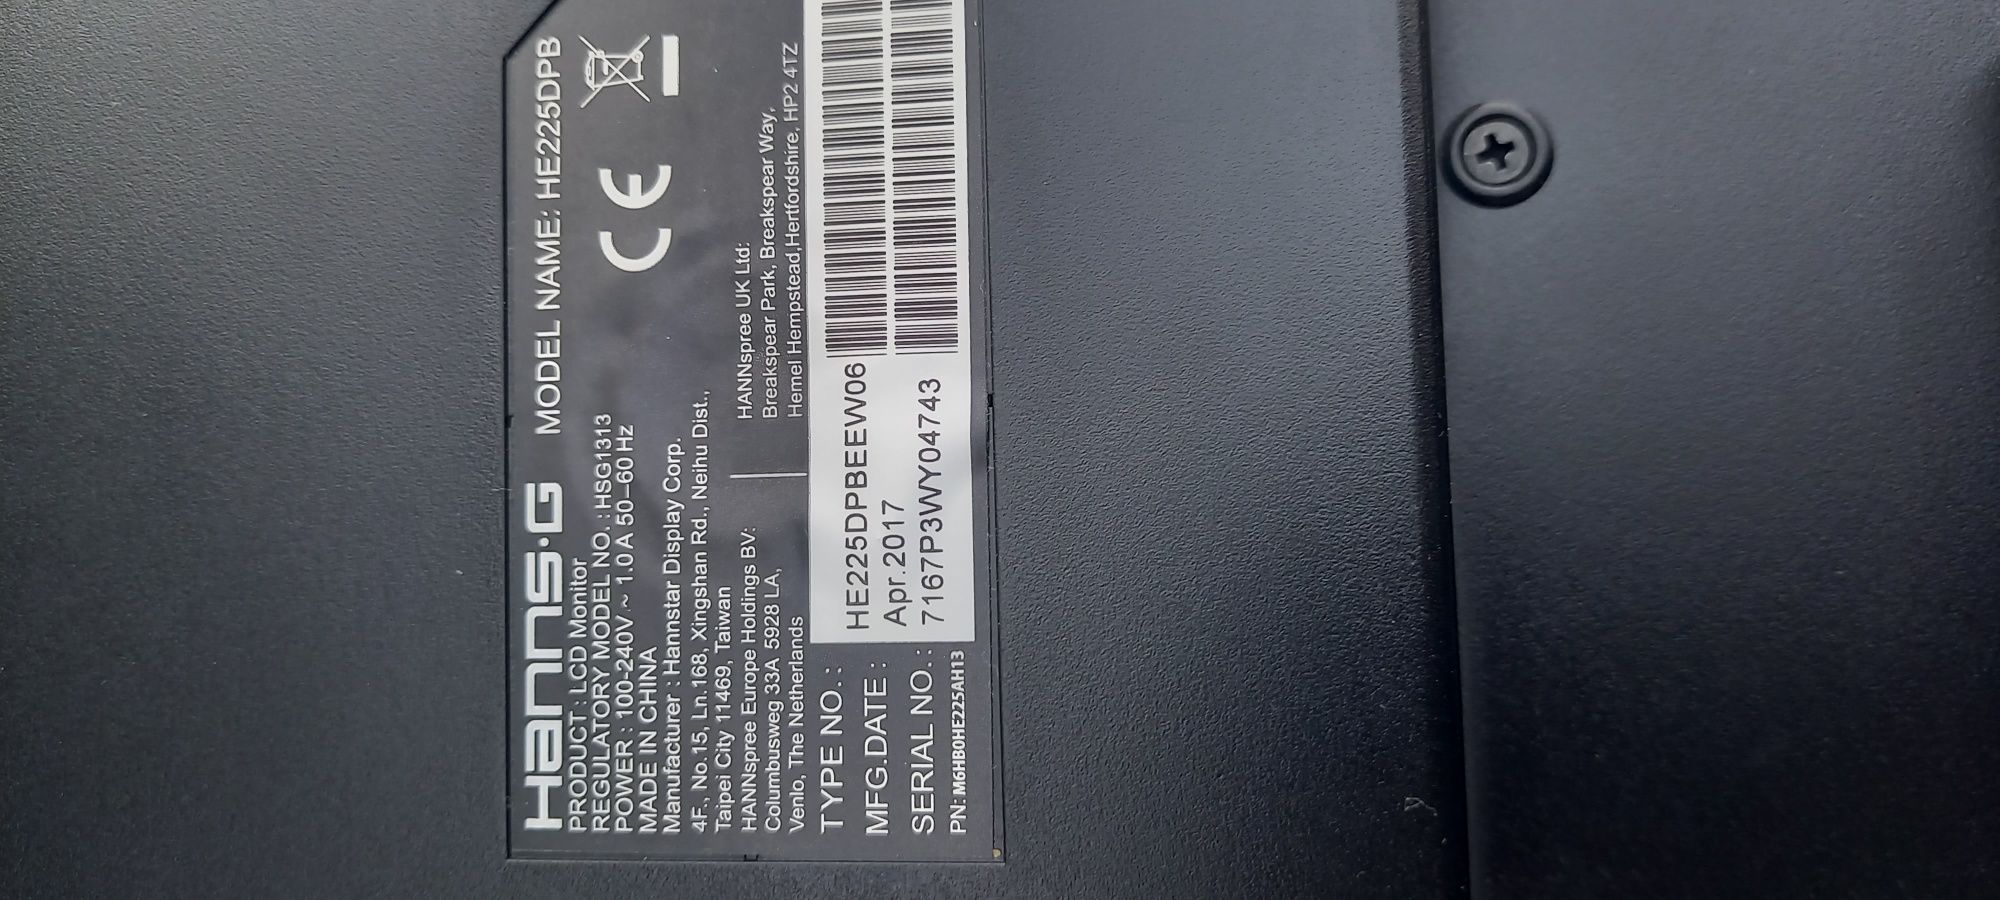 Hanns·G MODEL NAME: HE225DPB
PRODUCT : LCD Monitor
REGULATORY MODEL NO. : HSG1313
POWER : 100-240V ~ 1.0 A 50–60 Hz
MADE IN CHINA
Manufacturer : Hannstar Display Corp.
4F., No.15, Ln.168, Xingshan Rd., Neihu Dist.,
Taipei City 11469, Taiwan
HANNspree Europe Holdings BV:
Columbusweg 33A 5928 LA,
Venlo, The Netherlands
HANNspree UK Ltd:
Breakspear Park, Breakspear Way,
Hemel Hempstead,Hertfordshire, HP2 4TZ
TYPE NO. : HE225DPBEEW06
MFG.DATE : Apr.2017
SERIAL NO. : 7167P3WY04743
PN: M6HB0HE225AH13